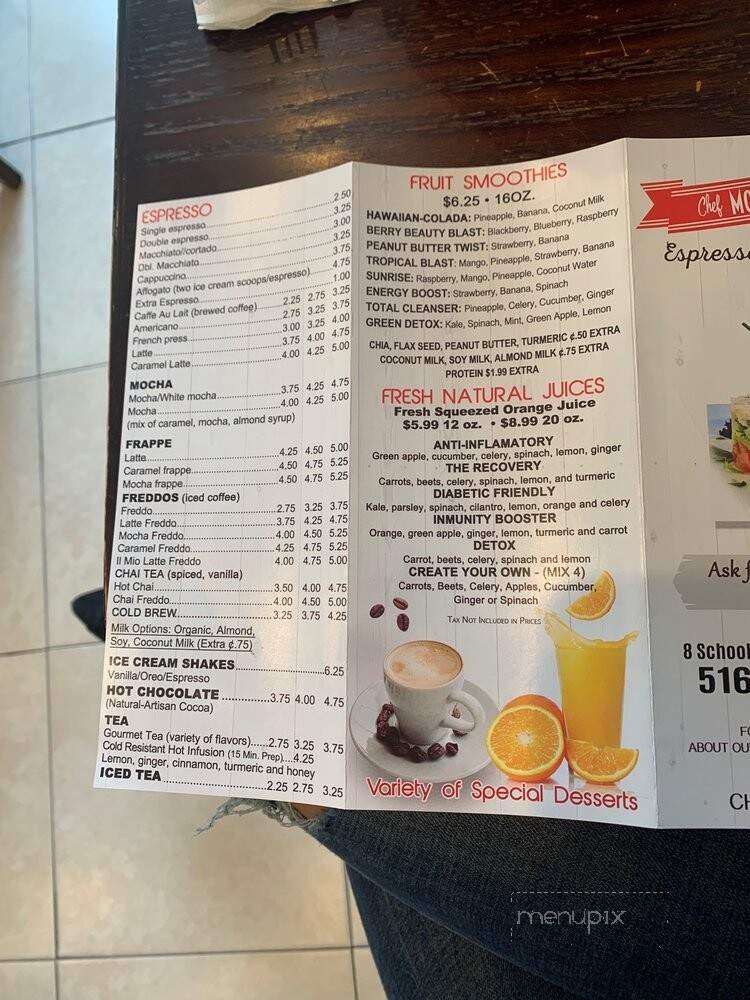 ESPRESSO
Single espresso 2.50
Double espresso 3.25
Macchiato//cortado 3.00
Dbl. Macchiato 3.25
Cappuccino 3.75
Affogato (two ice cream scoops/espresso) 4.75
Extra Espresso 1.00
Caffe Au Lait (brewed coffee) 2.25 2.75 3.25
Americano 2.75 3.25 3.75
French press 3.00 3.25 4.00
Latte 3.75 4.00 4.75
Caramel Latte 4.00 4.25 5.00
MOCHA
Mocha/White mocha 3.75 4.25 4.75
Mocha 4.00 4.25 5.00
(mix of caramel, mocha, almond syrup)
FRAPPE
Latte 4.25 4.50 5.00
Caramel frappe 4.50 4.75 5.25
Mocha frappe 4.50 4.75 5.25
FREDDOS (iced coffee)
Freddo 2.75 3.25 3.75
Latte Freddo 3.75 4.25 4.75
Mocha Freddo 4.00 4.50 5.25
Caramel Freddo 4.25 4.75 5.25
Il Mio Latte Freddo 4.00 4.75 5.25
CHAI TEA (spiced, vanilla)
Hot Chai 3.50 4.00 4.75
Chai Freddo 4.00 4.50 5.00
COLD BREW 3.25 3.75 4.25
Milk Options: Organic, Almond,
Soy, Coconut Milk (Extra ¢.75)
ICE CREAM SHAKES 6.25
Vanilla/Oreo/Espresso
HOT CHOCOLATE 3.75 4.00 4.75
(Natural-Artisan Cocoa)
TEA
Gourmet Tea (variety of flavors) 2.75 3.25 3.75
Cold Resistant Hot Infusion (15 Min. Prep) 4.25
Lemon, ginger, cinnamon, turmeric and honey
ICED TEA 2.25 2.75 3.25
FRUIT SMOOTHIES
$6.25 • 16OZ.
HAWAIIAN-COLADA: Pineapple, Banana, Coconut Milk
BERRY BEAUTY BLAST: Blackberry, Blueberry, Raspberry
PEANUT BUTTER TWIST: Strawberry, Banana
TROPICAL BLAST: Mango, Pineapple, Strawberry, Banana
SUNRISE: Raspberry, Mango, Pineapple, Coconut Water
ENERGY BOOST: Strawberry, Banana, Spinach
TOTAL CLEANSER: Pineapple, Celery, Cucumber, Ginger
GREEN DETOX: Kale, Spinach, Mint, Green Apple, Lemon
CHIA, FLAX SEED, PEANUT BUTTER, TURMERIC ¢.50 EXTRA
COCONUT MILK, SOY MILK, ALMOND MILK ¢.75 EXTRA
PROTEIN $1.99 EXTRA
FRESH NATURAL JUICES
Fresh Squeezed Orange Juice
$5.99 12 oz. • $8.99 20 oz.
ANTI-INFLAMATORY
Green apple, cucumber, celery, spinach, lemon, ginger
THE RECOVERY
Carrots, beets, celery, spinach, lemon, and turmeric
DIABETIC FRIENDLY
Kale, parsley, spinach, cilantro, lemon, orange and celery
INMUNITY BOOSTER
Orange, green apple, ginger, lemon, turmeric and carrot
DETOX
Carrot, beets, celery, spinach and lemon
CREATE YOUR OWN - (MIX 4)
Carrots, Beets, Celery, Apples, Cucumber,
Ginger or Spinach
TAX NOT INCLUDED IN PRICES
Variety of Special Desserts
Chef MO
Espresso
Ask f
8 School
516
FO
ABOUT OU
CH
menupix